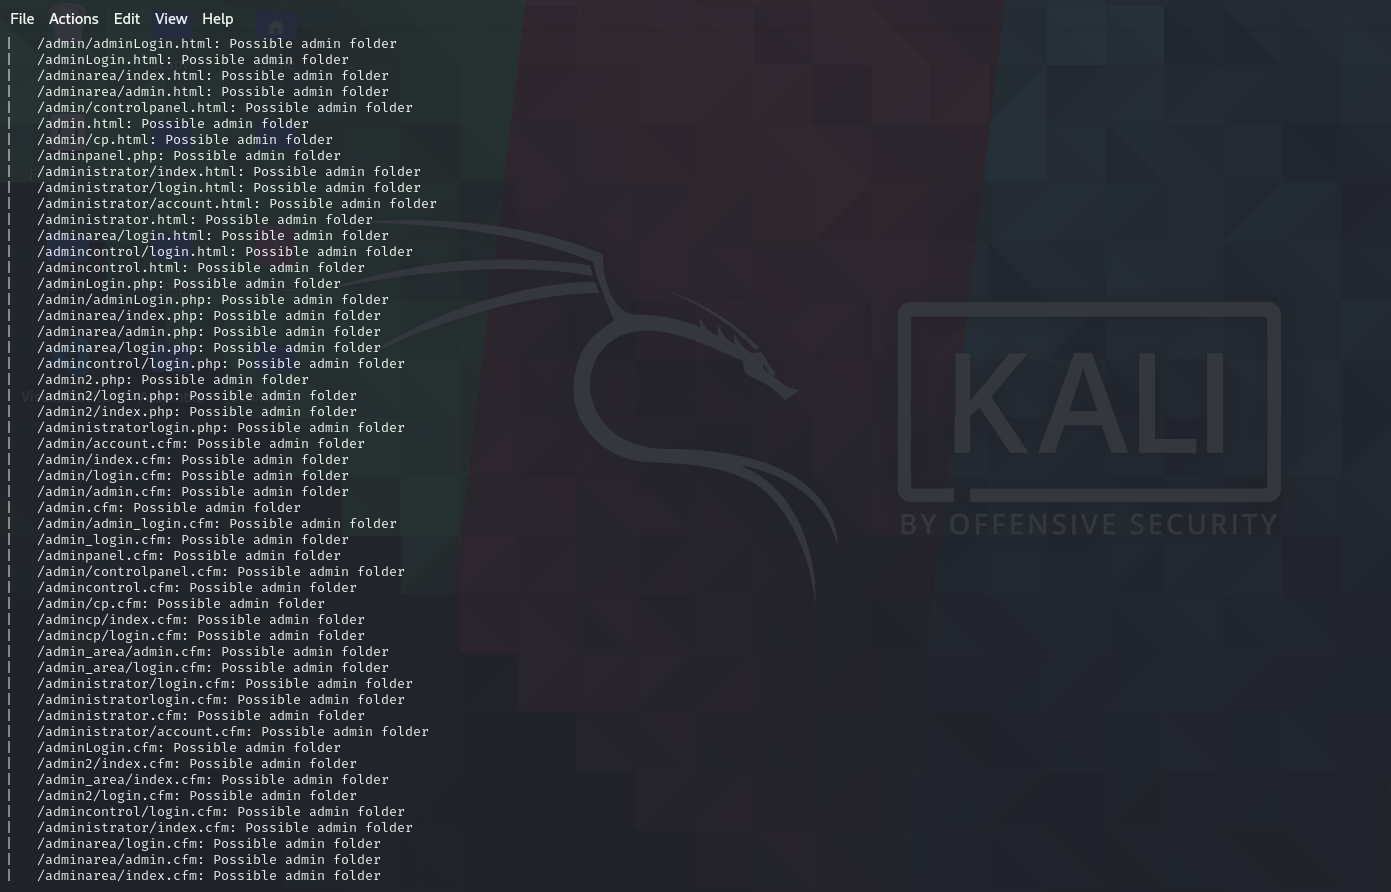 File Actions Edit View Help
| /admin/adminLogin.html: Possible admin folder
| /adminLogin.html: Possible admin folder
| /adminarea/index.html: Possible admin folder
| /adminarea/admin.html: Possible admin folder
| /admin/controlpanel.html: Possible admin folder
| /admin.html: Possible admin folder
| /admin/cp.html: Possible admin folder
| /adminpanel.php: Possible admin folder
| /administrator/index.html: Possible admin folder
| /administrator/login.html: Possible admin folder
| /administrator/account.html: Possible admin folder
| /administrator.html: Possible admin folder
| /adminarea/login.html: Possible admin folder
| /admincontrol/login.html: Possible admin folder
| /admincontrol.html: Possible admin folder
| /adminLogin.php: Possible admin folder
| /admin/adminLogin.php: Possible admin folder
| /adminarea/index.php: Possible admin folder
| /adminarea/admin.php: Possible admin folder
| /adminarea/login.php: Possible admin folder
| /admincontrol/login.php: Possible admin folder
| /admin2.php: Possible admin folder
| /admin2/login.php: Possible admin folder
| /admin2/index.php: Possible admin folder
| /administratorlogin.php: Possible admin folder
| /admin/account.cfm: Possible admin folder
| /admin/index.cfm: Possible admin folder
| /admin/login.cfm: Possible admin folder
| /admin/admin.cfm: Possible admin folder
| /admin.cfm: Possible admin folder
| /admin/admin_login.cfm: Possible admin folder
| /admin_login.cfm: Possible admin folder
| /adminpanel.cfm: Possible admin folder
| /admin/controlpanel.cfm: Possible admin folder
| /admincontrol.cfm: Possible admin folder
| /admin/cp.cfm: Possible admin folder
| /admincp/index.cfm: Possible admin folder
| /admincp/login.cfm: Possible admin folder
| /admin_area/admin.cfm: Possible admin folder
| /admin_area/login.cfm: Possible admin folder
| /administrator/login.cfm: Possible admin folder
| /administratorlogin.cfm: Possible admin folder
| /administrator.cfm: Possible admin folder
| /administrator/account.cfm: Possible admin folder
| /adminLogin.cfm: Possible admin folder
| /admin2/index.cfm: Possible admin folder
| /admin_area/index.cfm: Possible admin folder
| /admin2/login.cfm: Possible admin folder
| /admincontrol/login.cfm: Possible admin folder
| /administrator/index.cfm: Possible admin folder
| /adminarea/login.cfm: Possible admin folder
| /adminarea/admin.cfm: Possible admin folder
| /adminarea/index.cfm: Possible admin folder
KALI
BY OFFENSIVE SECURITY